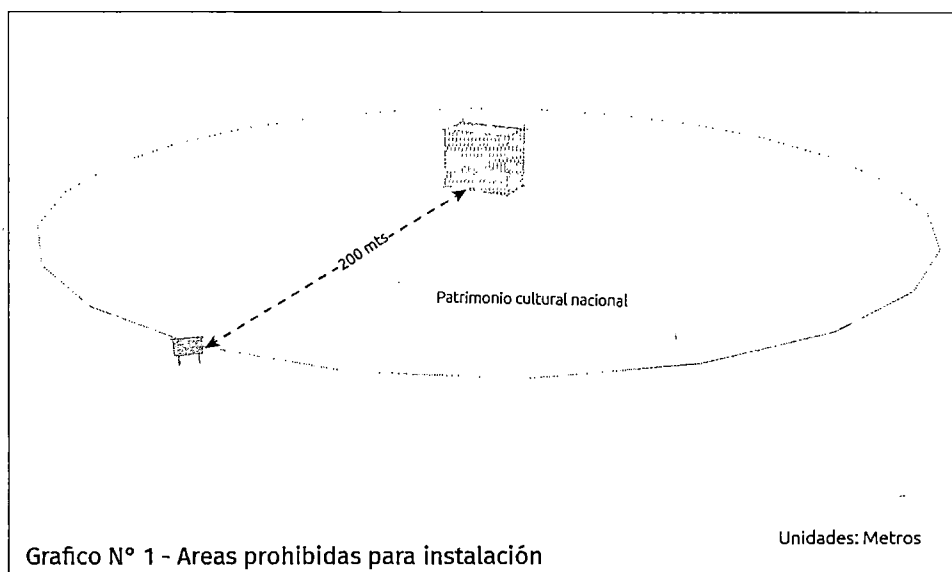 200 mts
Patrimonio cultural nacional
Unidades: Metros
Grafico N° 1 - Areas prohibidas para instalación